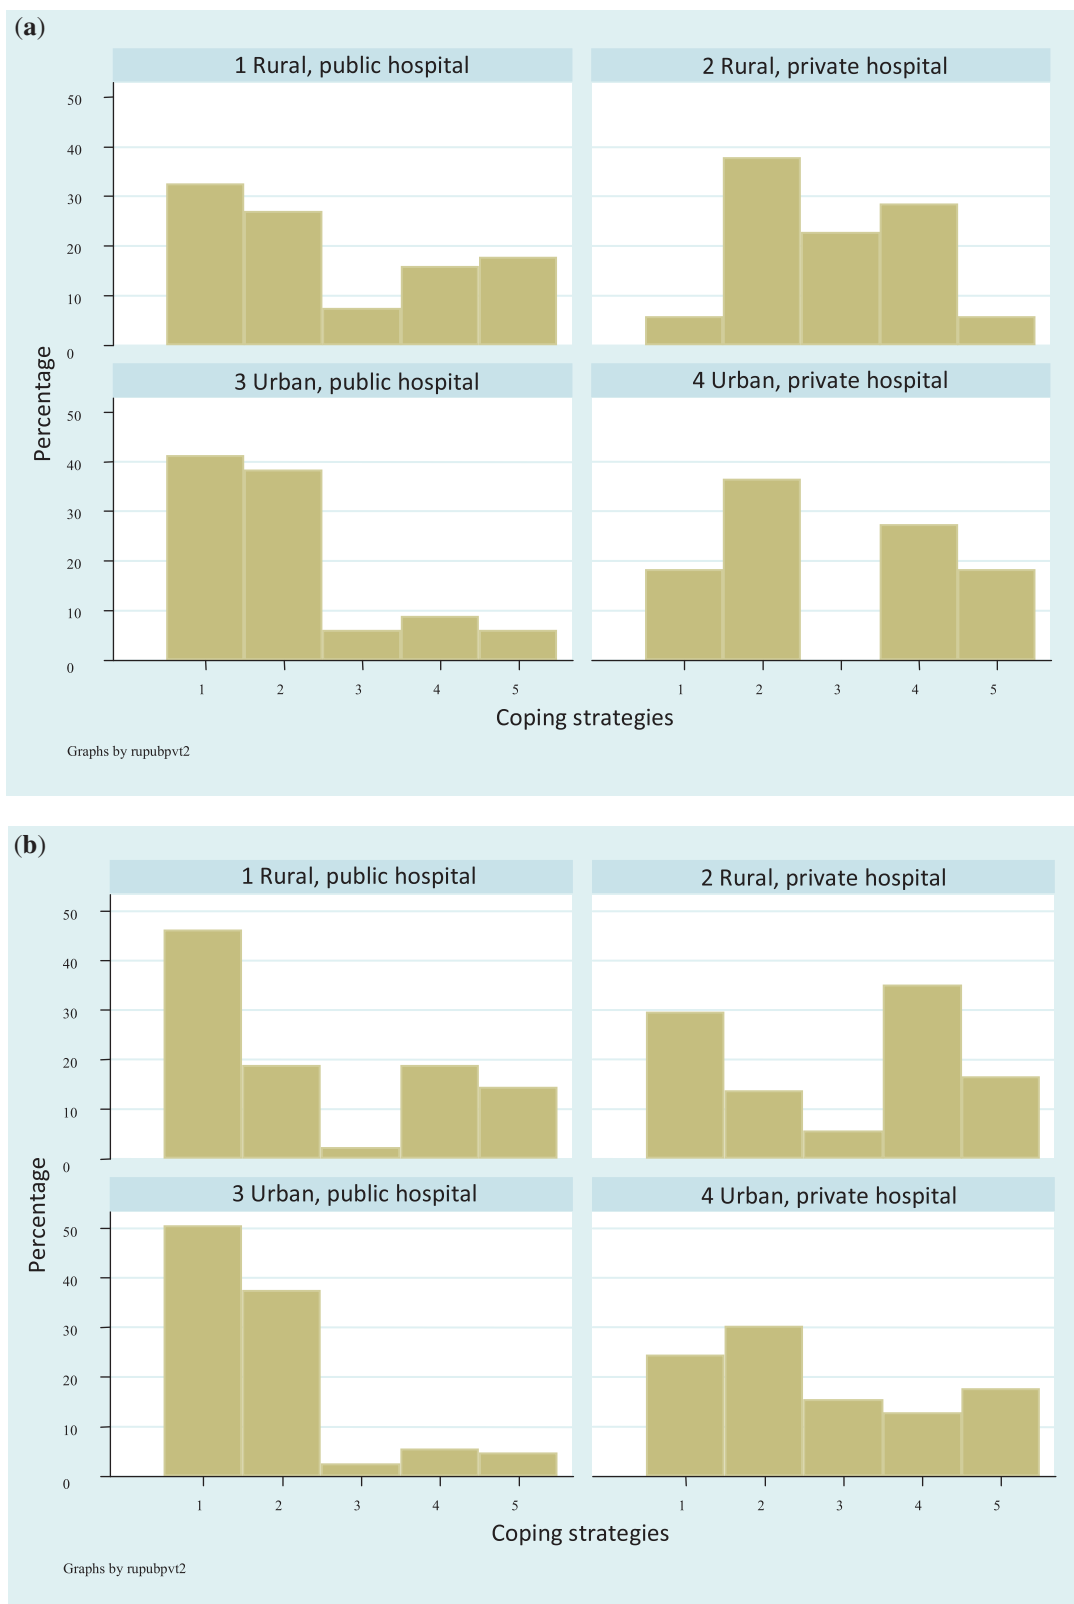 (a)
1 Rural, public hospital
2 Rural, private hospital
50
40
30
20
10
0
3 Urban, public hospital
4 Urban, private hospital
50
40
30
20
10
0
Percentage
1 2 3 4 5
1 2 3 4 5
Coping strategies
Graphs by rupubpvt2
(b)
1 Rural, public hospital
2 Rural, private hospital
50
40
30
20
10
0
3 Urban, public hospital
4 Urban, private hospital
50
40
30
20
10
0
Percentage
1 2 3 4 5
1 2 3 4 5
Coping strategies
Graphs by rupubpvt2